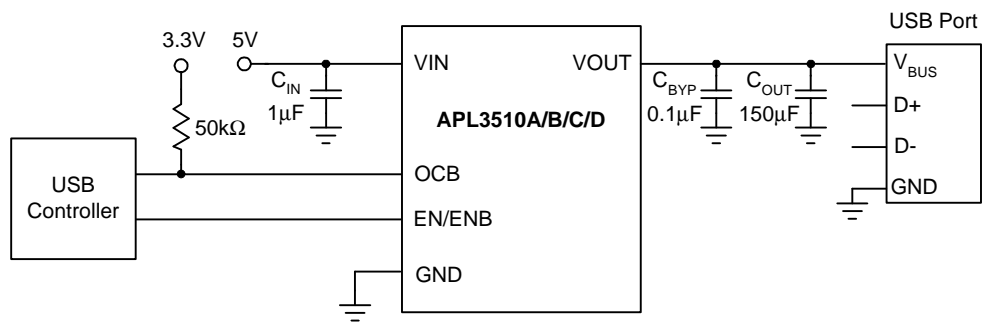 USB Port
3.3V
5V
VIN
VOUT
V_BUS
C_IN
1μF
C_BYP
0.1μF
C_OUT
150μF
D+
50kΩ
APL3510A/B/C/D
D-
USB
Controller
OCB
GND
EN/ENB
GND